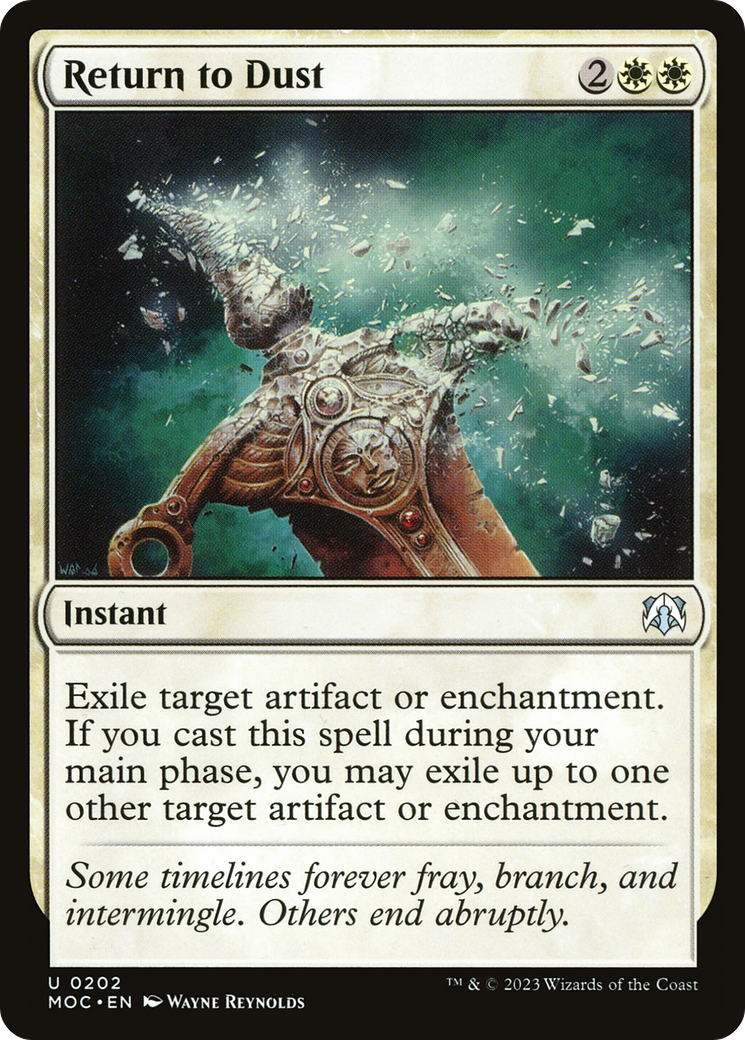 Return to Dust 2
Instant
Exile target artifact or enchantment.
If you cast this spell during your
main phase, you may exile up to one
other target artifact or enchantment.
Some timelines forever fray, branch, and
intermingle. Others end abruptly.
U 0202
MOC • EN Wayne Reynolds
™ & © 2023 Wizards of the Coast